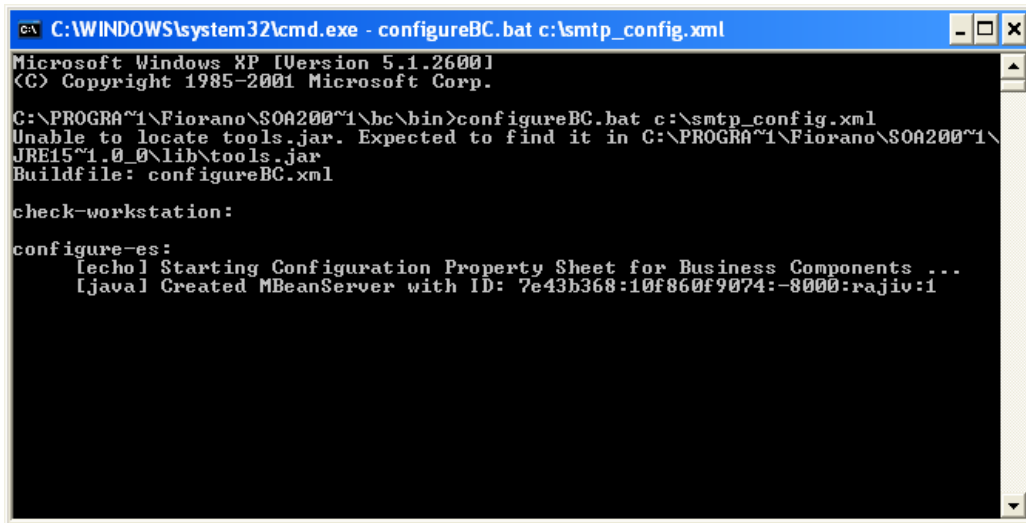 C:\WINDOWS\system32\cmd.exe - configureBC.bat c:\smtp_config.xml
Microsoft Windows XP [Version 5.1.2600]
(C) Copyright 1985-2001 Microsoft Corp.
C:\PROGRA~1\Fiorano\SOA200~1\bc\bin>configureBC.bat c:\smtp_config.xml
Unable to locate tools.jar. Expected to find it in C:\PROGRA~1\Fiorano\SOA200~1\
JRE15~1.0_0\lib\tools.jar
Buildfile: configureBC.xml
check-workstation:
configure-es:
[echo] Starting Configuration Property Sheet for Business Components ...
[java] Created MBeanServer with ID: 7e43b368:10f860f9074:-8000:rajiv:1